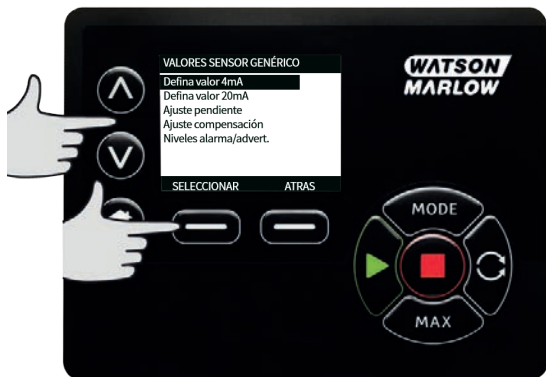 VALORES SENSOR GENÉRICO
Defina valor 4mA
Defina valor 20mA
Ajuste pendiente
Ajuste compensación
Niveles alarma/advert.
SELECCIONAR ATRAS
WATSON
MARLOW
MODE
MAX